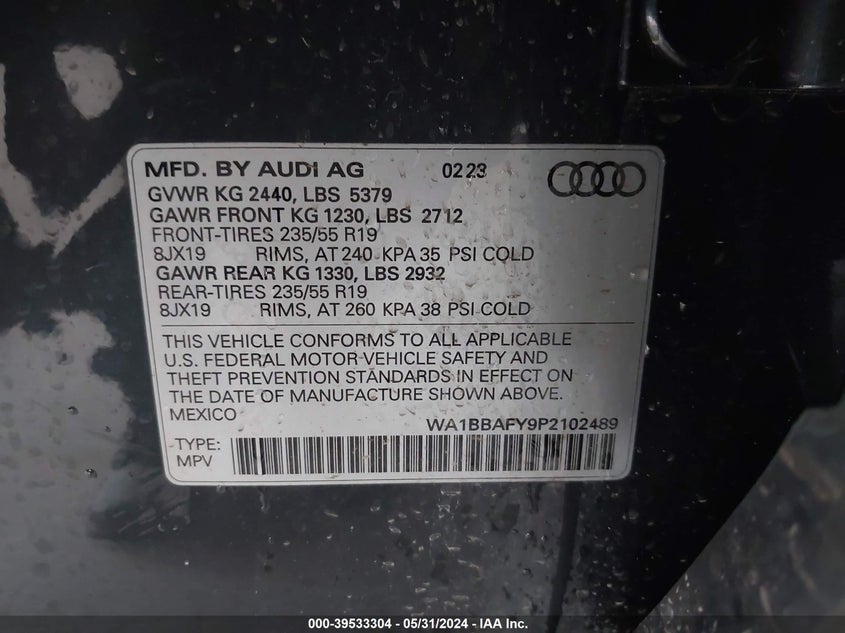 MFD. BY AUDI AG 0223
GVWR KG 2440, LBS 5379
GAWR FRONT KG 1230, LBS 2712
FRONT-TIRES 235/55 R19
8JX19 RIMS, AT 240 KPA 35 PSI COLD
GAWR REAR KG 1330, LBS 2932
REAR-TIRES 235/55 R19
8JX19 RIMS, AT 260 KPA 38 PSI COLD
THIS VEHICLE CONFORMS TO ALL APPLICABLE
U.S. FEDERAL MOTOR VEHICLE SAFETY AND
THEFT PREVENTION STANDARDS IN EFFECT ON
THE DATE OF MANUFACTURE SHOWN ABOVE.
MEXICO
WA1BBAFY9P2102489
TYPE:
MPV
000-39533304 - 05/31/2024 - IAA Inc.